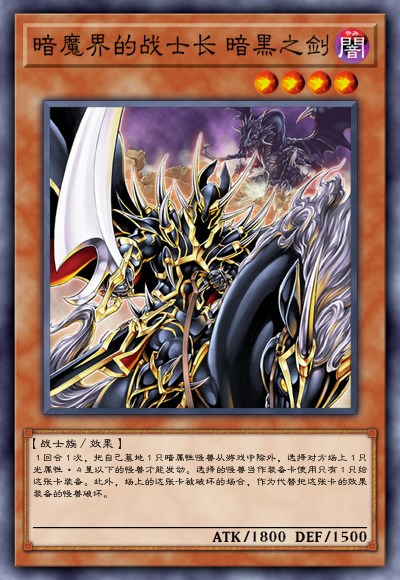 暗魔界的战士长 暗黑之剑
やみ
闇
【战士族／效果】
1回合1次，把自己墓地1只暗属性怪兽从游戏中除外，选择对方场上1只
光属性·4星以下的怪兽才能发动。选择的怪兽当作装备卡使用只有1只给
这张卡装备。此外，场上的这张卡被破坏的场合，作为代替把这张卡的效果
装备的怪兽破坏。
ATK/1800 DEF/1500